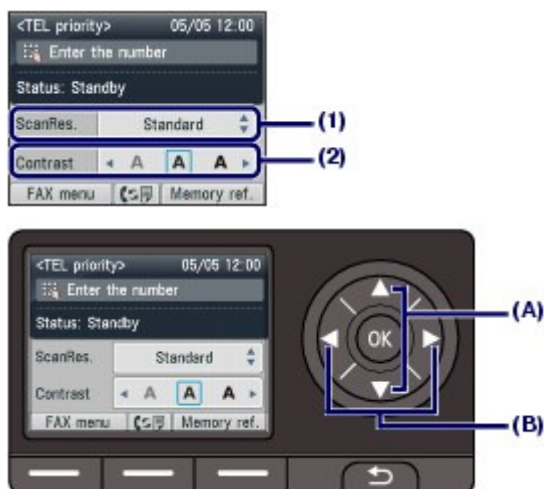 <TEL priority> 05/05 12:00
Enter the number
Status: Standby
ScanRes. Standard
(1)
Contrast A A A
(2)
FAX menu Memory ref.
<TEL priority> 05/05 12:00
Enter the number
Status: Standby
ScanRes. Standard
Contrast A A A
FAX menu Memory ref.
OK
(A)
(B)